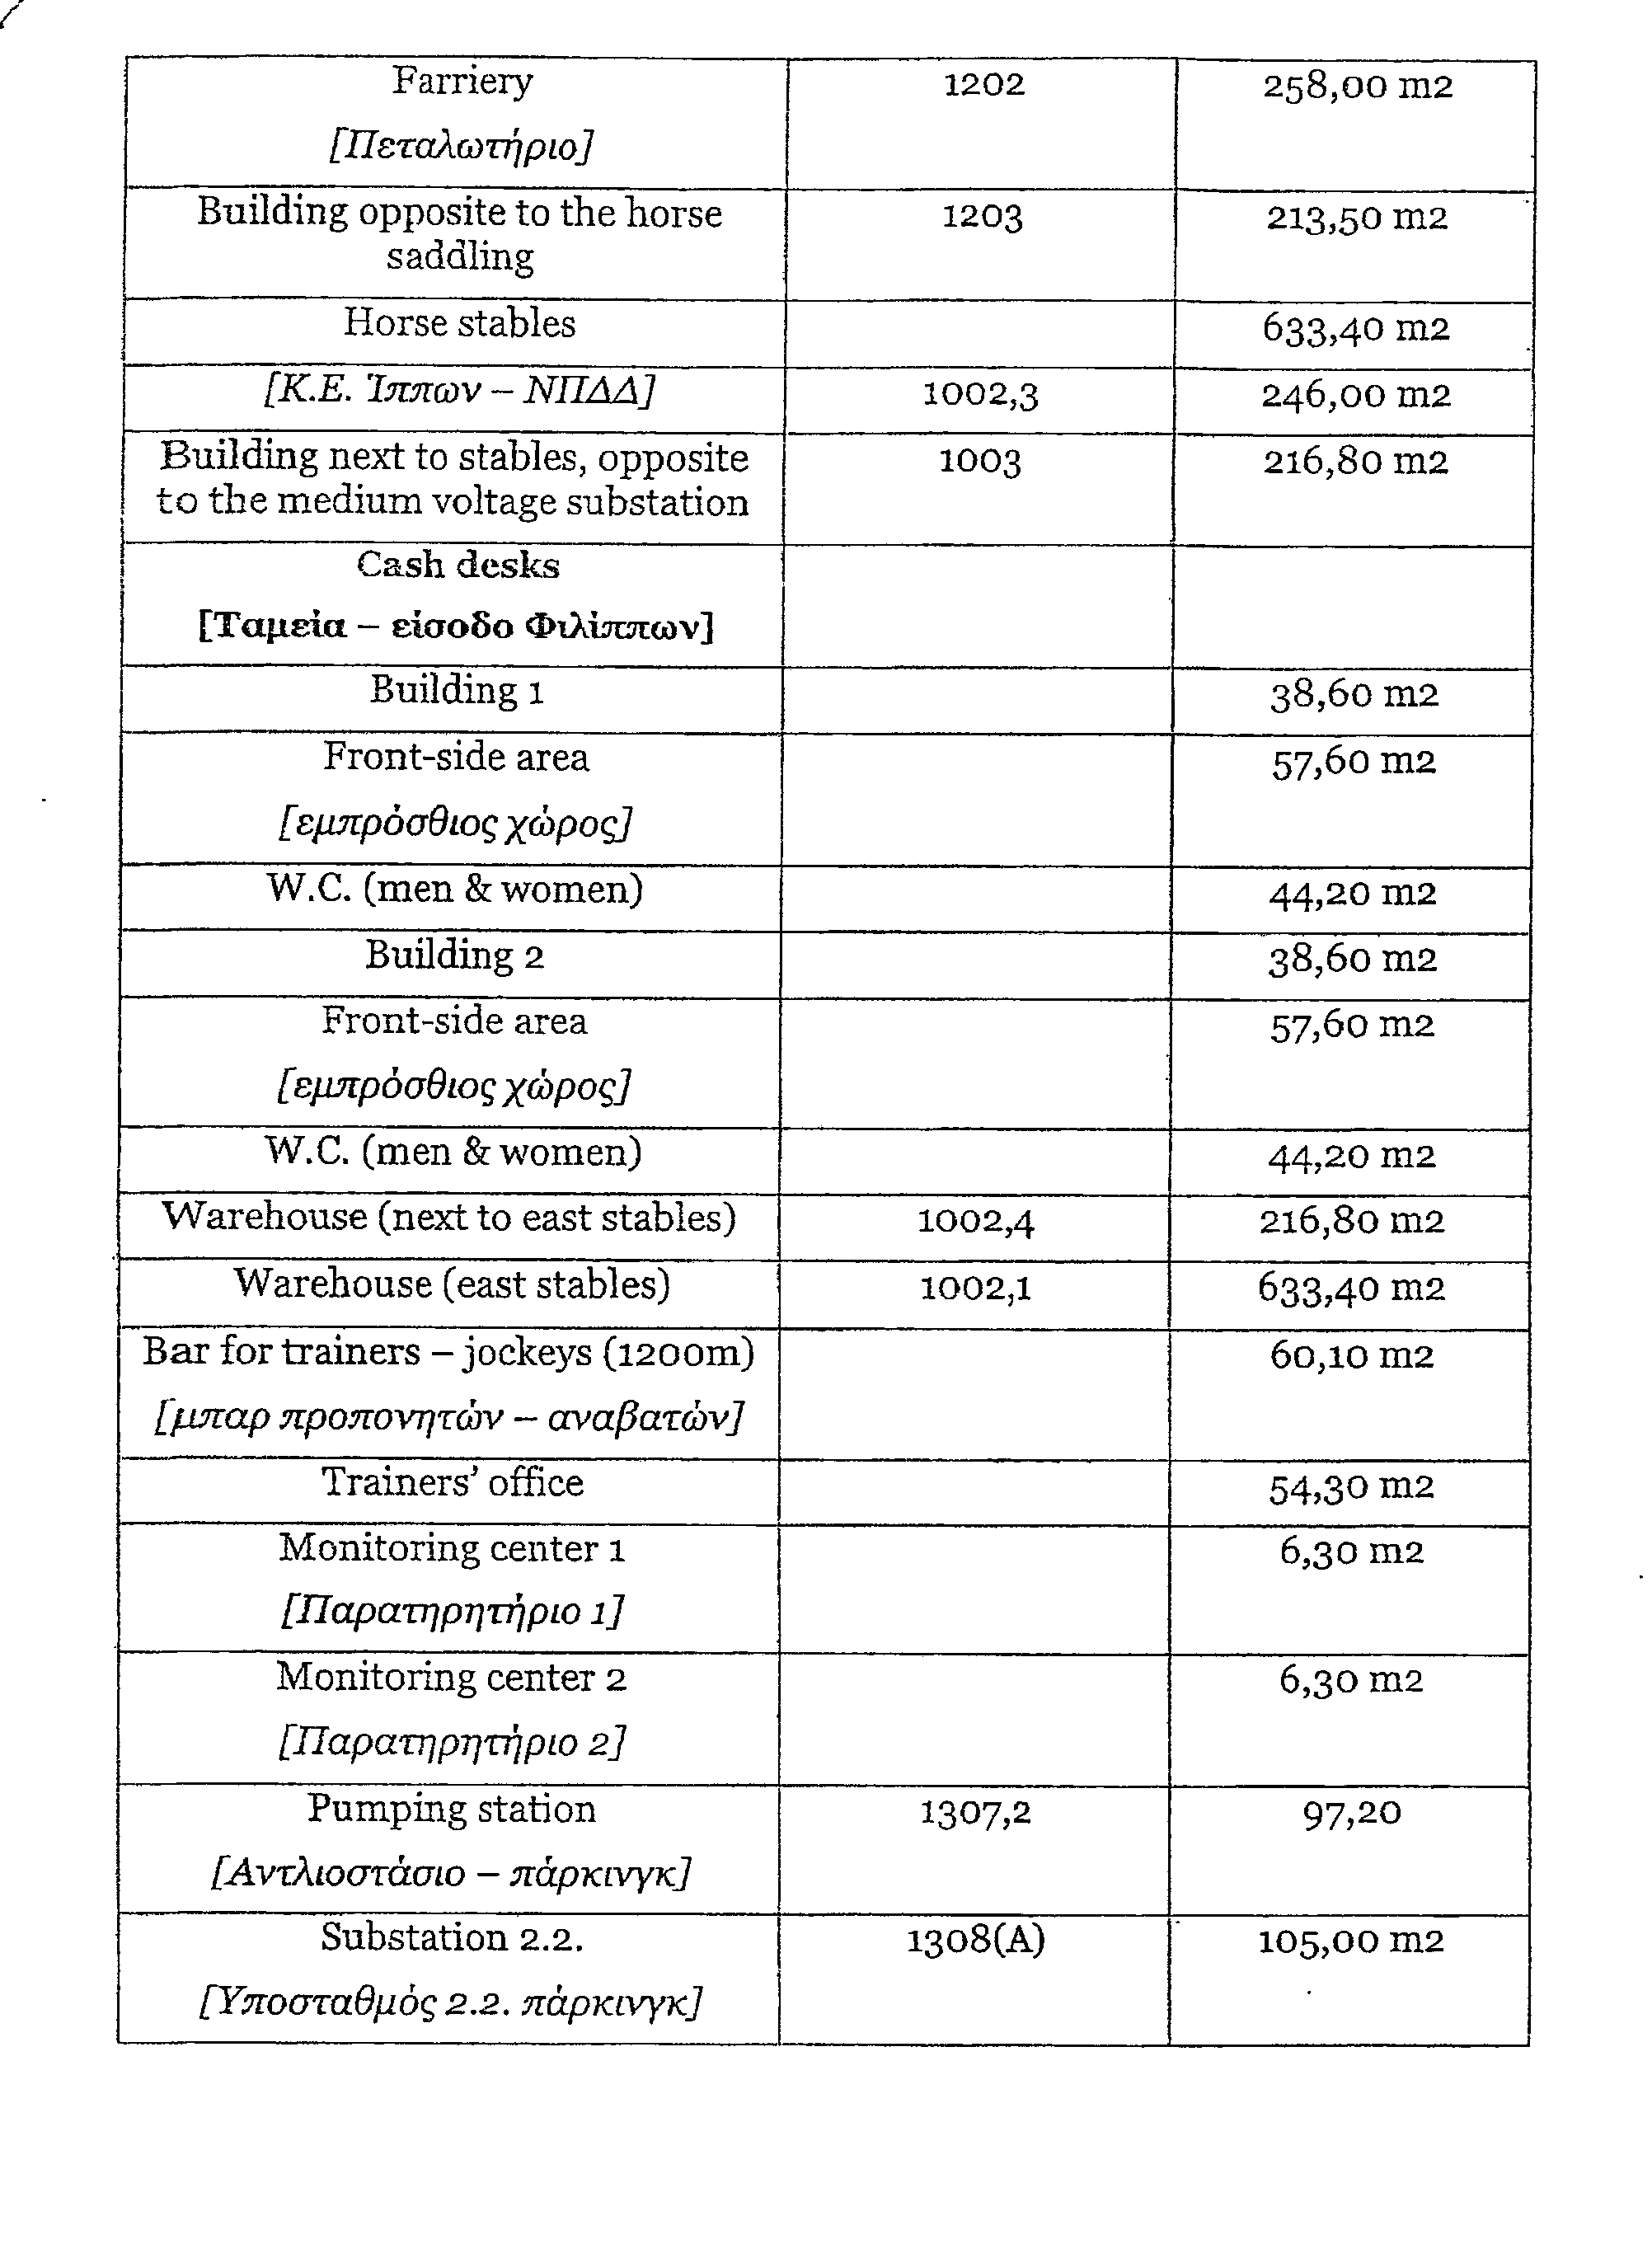 Farriery 1202 258,00 m2
[Πεταλωτήριο]
Building opposite to the horse 1203 213,50 m2
saddling
Horse stables 633,40 m2
[Κ.Ε. Ίππων – ΝΠΔΔ] 1002,3 246,00 m2
Building next to stables, opposite 1003 216,80 m2
to the medium voltage substation
Cash desks
[Ταμεία – είσοδο Φιλίππων]
Building 1 38,60 m2
Front-side area 57,60 m2
[εμπρόσθιος χώρος]
W.C. (men & women) 44,20 m2
Building 2 38,60 m2
Front-side area 57,60 m2
[εμπρόσθιος χώρος]
W.C. (men & women) 44,20 m2
Warehouse (next to east stables) 1002,4 216,80 m2
Warehouse (east stables) 1002,1 633,40 m2
Bar for trainers – jockeys (1200m) 60,10 m2
[μπαρ προπονητών – αναβατών]
Trainers’ office 54,30 m2
Monitoring center 1 6,30 m2
[Παρατηρητήριο 1]
Monitoring center 2 6,30 m2
[Παρατηρητήριο 2]
Pumping station 1307,2 97,20
[Αντλιοστάσιο – πάρκινγκ]
Substation 2.2. 1308(A) 105,00 m2
[Υποσταθμός 2.2. πάρκινγκ]